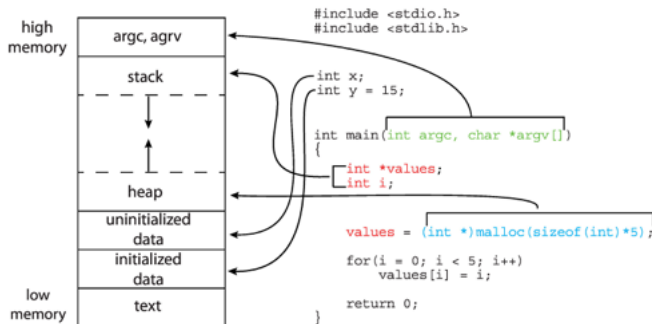 high
memory
argc, agrv
stack
heap
uninitialized
data
initialized
data
low
memory
text
#include <stdio.h>
#include <stdlib.h>
int x;
int y = 15;
int main(int argc, char *argv[])
{
int *values;
int i;
values = (int *)malloc(sizeof(int)*5);
for(i = 0; i < 5; i++)
values[i] = i;
return 0;
}